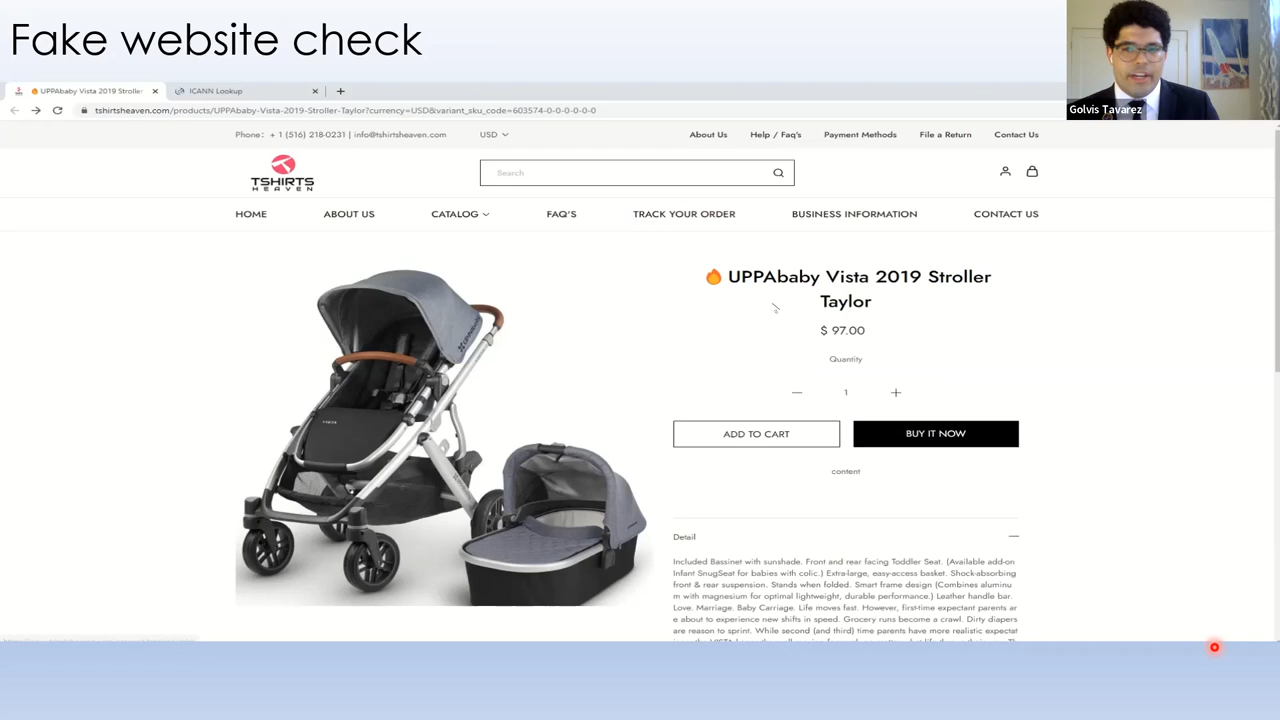 Fake website check
Golvis Tavarez
UPPAbaby Vista 2019 Stroller
ICANN Lookup
tshirtsheaven.com/products/UPPAbaby-Vista-2019-Stroller-Taylor?currency=USD&variant_sku_code=603574-0-0-0-0-0
Phone: + 1 (516) 218-0231 | info@tshirtsheaven.com
USD
About Us
Help / Faq's
Payment Methods
File a Return
Contact Us
TSHIRTS
HEAVEN
Search
HOME
ABOUT US
CATALOG
FAQ'S
TRACK YOUR ORDER
BUSINESS INFORMATION
CONTACT US
🔥 UPPAbaby Vista 2019 Stroller
Taylor
$ 97.00
Quantity
1
ADD TO CART
BUY IT NOW
content
Detail
Included Bassinet with sunshade. Front and rear facing Toddler Seat. (Available add-on
Infant SnugSeat for babies with colic.) Extra-large, easy-access basket. Shock-absorbing
front & rear suspension. Stands when folded. Smart frame design (Combines aluminu
m with magnesium for optimal lightweight, durable performance.) Leather handle bar.
Love. Marriage. Baby Carriage. Life moves fast. However, first-time expectant parents ar
e about to experience new shifts in speed. Grocery runs become a crawl. Dirty diapers
are reason to sprint. While second (and third) time parents have more realistic expectat
VISTA